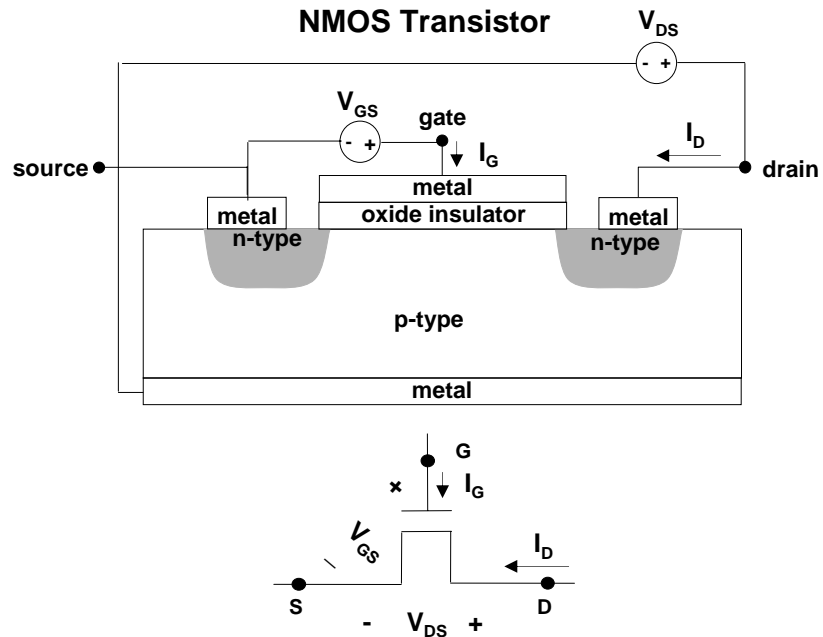 NMOS Transistor
V_DS
- +
V_GS
- +
gate
I_G
I_D
source
drain
metal
metal
metal
oxide insulator
n-type
n-type
p-type
metal
G
+
I_G
V_GS
-
I_D
S
D
- V_DS +